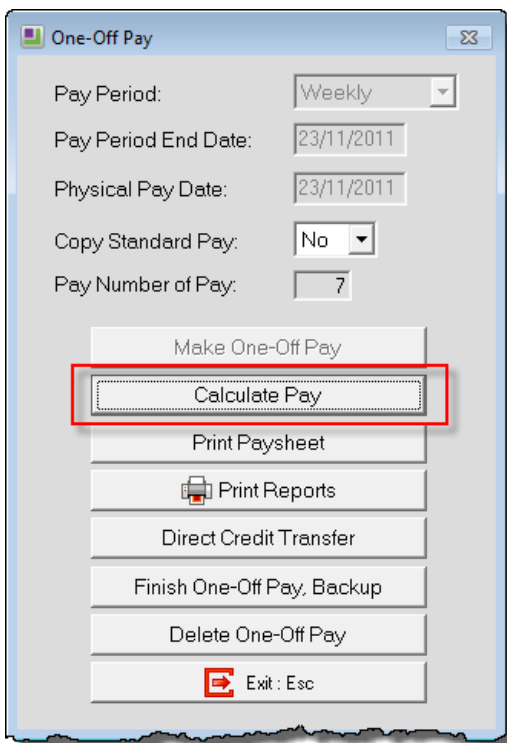 One-Off Pay
Pay Period: Weekly
Pay Period End Date: 23/11/2011
Physical Pay Date: 23/11/2011
Copy Standard Pay: No
Pay Number of Pay: 7
Make One-Off Pay
Calculate Pay
Print Paysheet
Print Reports
Direct Credit Transfer
Finish One-Off Pay, Backup
Delete One-Off Pay
Exit : Esc